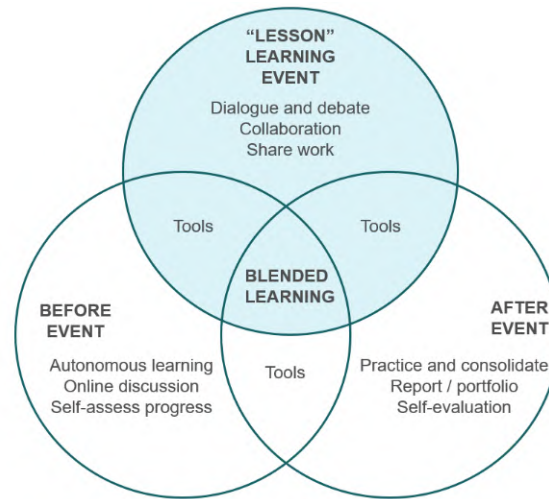 “LESSON”
LEARNING
EVENT
Dialogue and debate
Collaboration
Share work
Tools
Tools
BLENDED
LEARNING
BEFORE
EVENT
Autonomous learning
Online discussion
Self-assess progress
Tools
AFTER
EVENT
Practice and consolidate
Report / portfolio
Self-evaluation